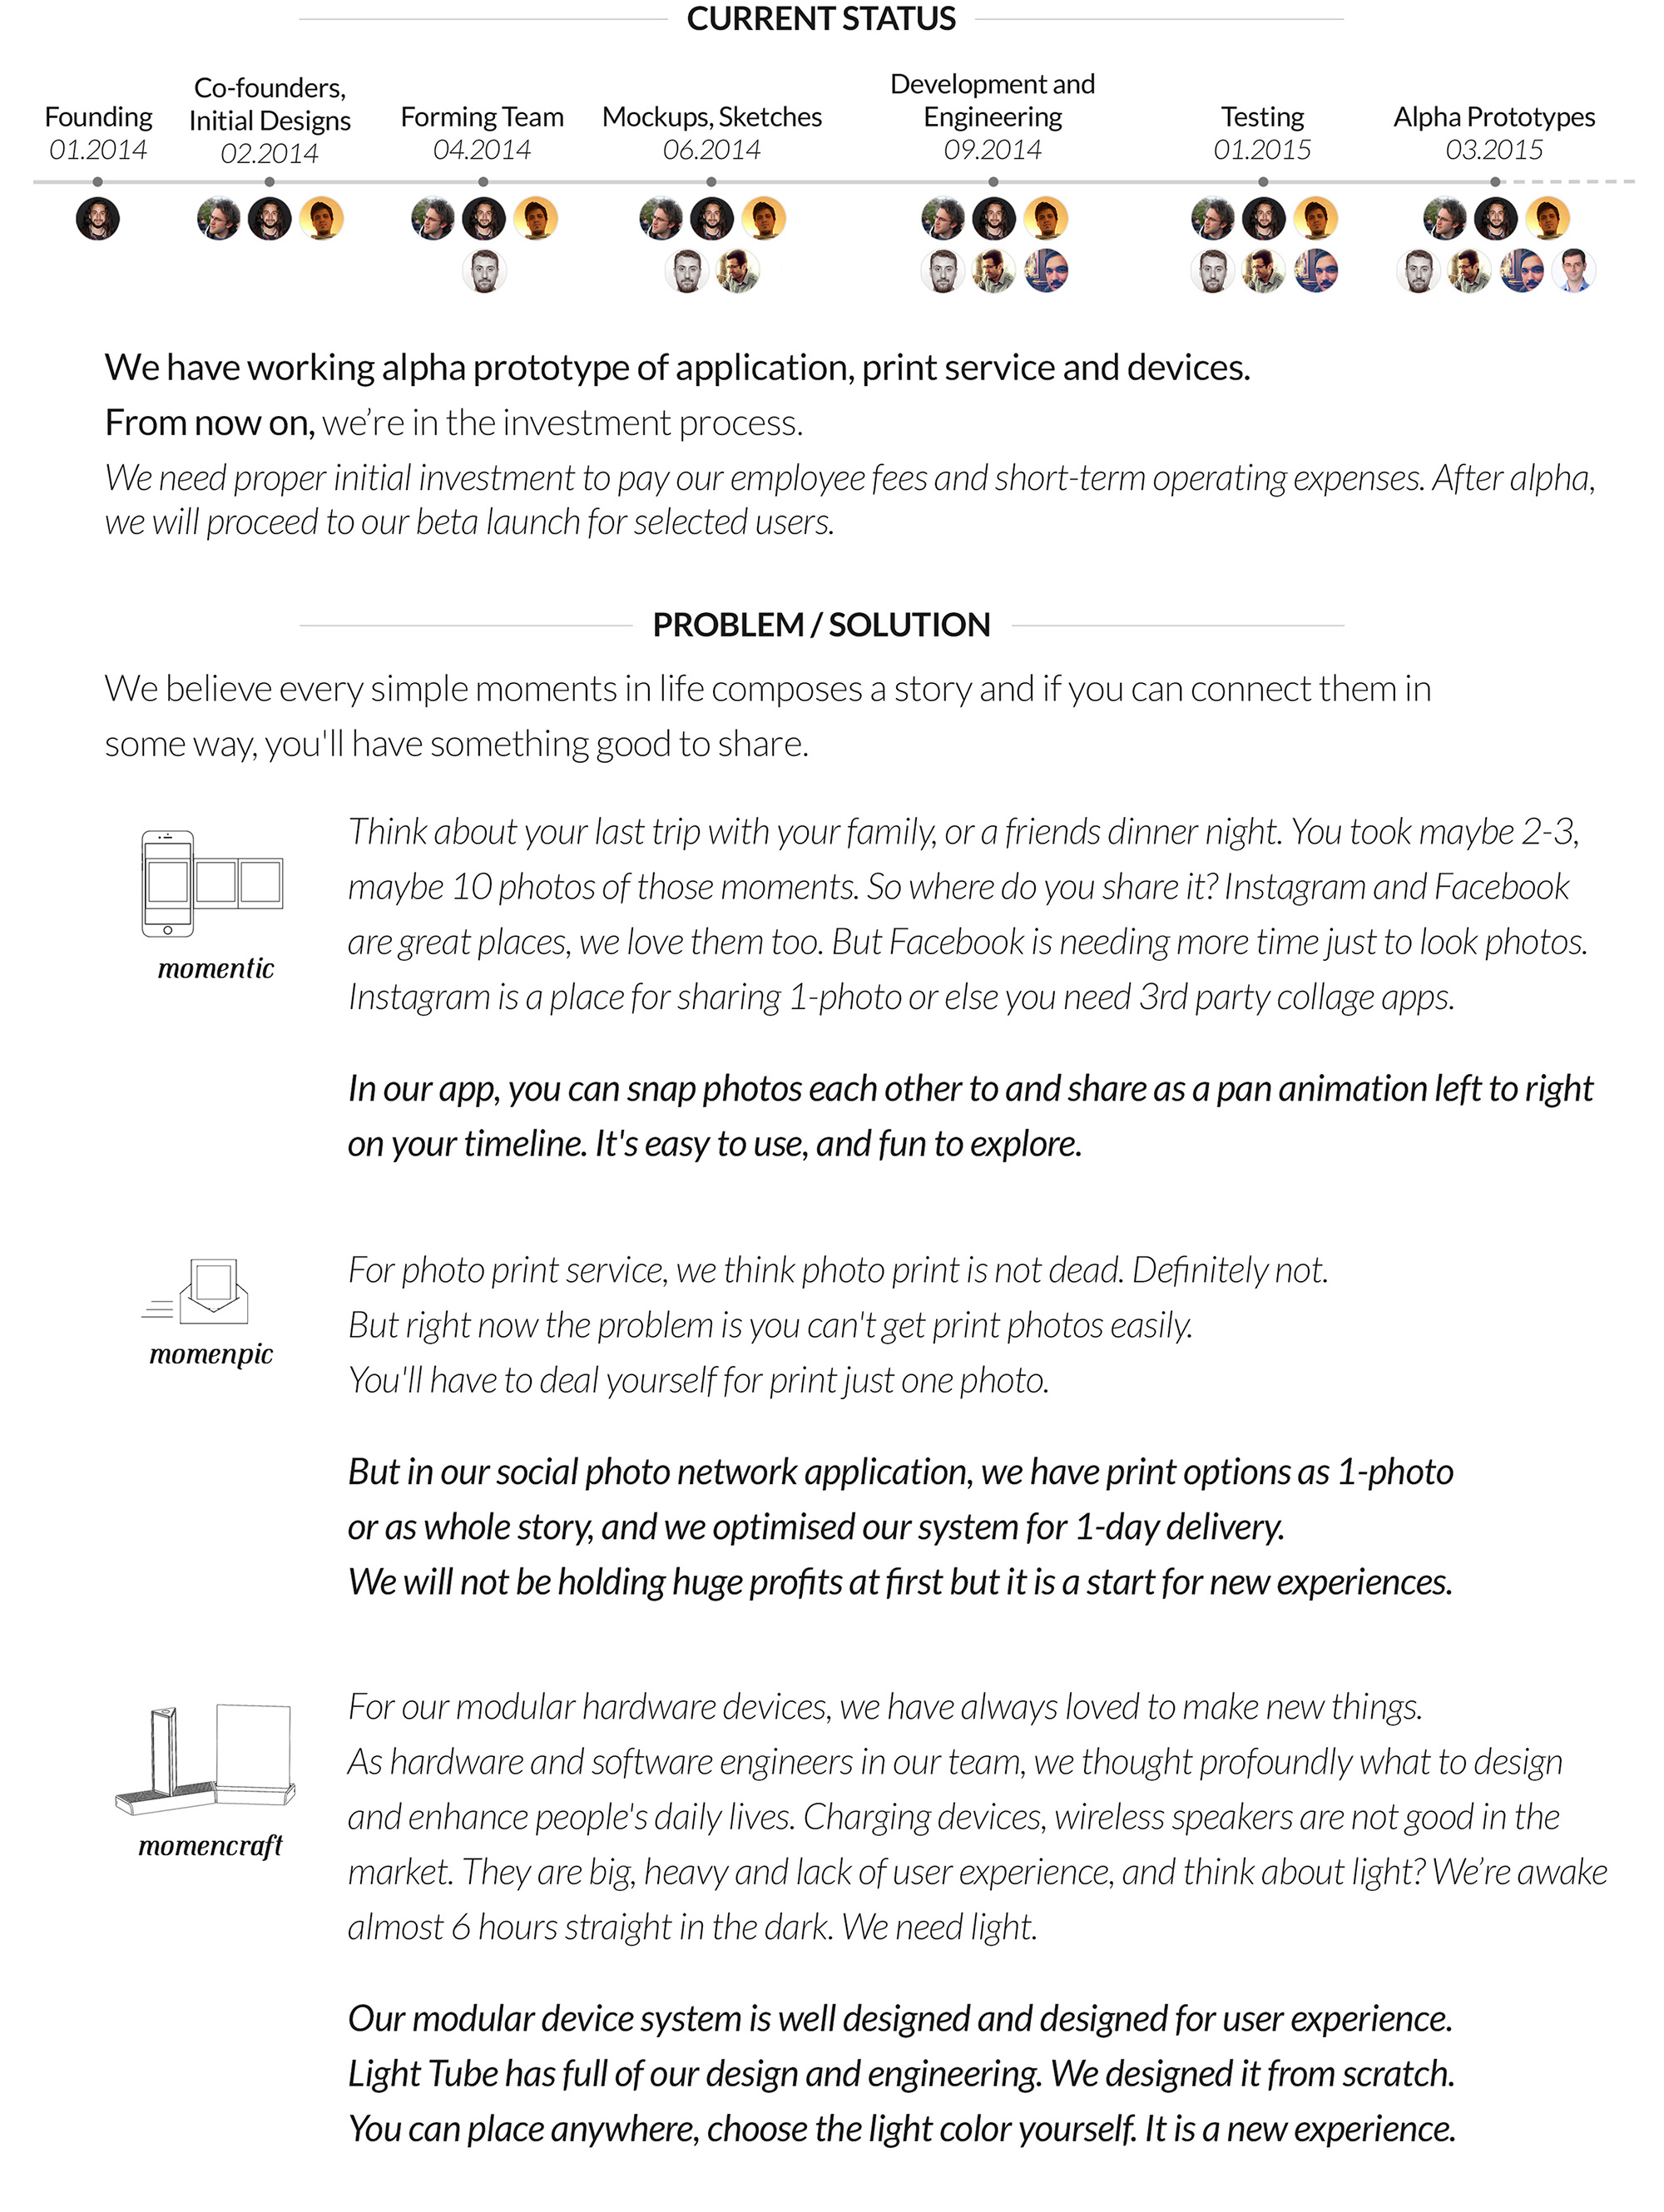 CURRENT STATUS
Founding
01.2014
Co-founders,
Initial Designs
02.2014
Forming Team
04.2014
Mockups, Sketches
06.2014
Development and
Engineering
09.2014
Testing
01.2015
Alpha Prototypes
03.2015
We have working alpha prototype of application, print service and devices.
From now on, we’re in the investment process.
We need proper initial investment to pay our employee fees and short-term operating expenses. After alpha,
we will proceed to our beta launch for selected users.
PROBLEM / SOLUTION
We believe every simple moments in life composes a story and if you can connect them in
some way, you'll have something good to share.
momentic
Think about your last trip with your family, or a friends dinner night. You took maybe 2-3,
maybe 10 photos of those moments. So where do you share it? Instagram and Facebook
are great places, we love them too. But Facebook is needing more time just to look photos.
Instagram is a place for sharing 1-photo or else you need 3rd party collage apps.
In our app, you can snap photos each other to and share as a pan animation left to right
on your timeline. It's easy to use, and fun to explore.
momenpic
For photo print service, we think photo print is not dead. Definitely not.
But right now the problem is you can't get print photos easily.
You'll have to deal yourself for print just one photo.
But in our social photo network application, we have print options as 1-photo
or as whole story, and we optimised our system for 1-day delivery.
We will not be holding huge profits at first but it is a start for new experiences.
momencraft
For our modular hardware devices, we have always loved to make new things.
As hardware and software engineers in our team, we thought profoundly what to design
and enhance people's daily lives. Charging devices, wireless speakers are not good in the
market. They are big, heavy and lack of user experience, and think about light? We’re awake
almost 6 hours straight in the dark. We need light.
Our modular device system is well designed and designed for user experience.
Light Tube has full of our design and engineering. We designed it from scratch.
You can place anywhere, choose the light color yourself. It is a new experience.